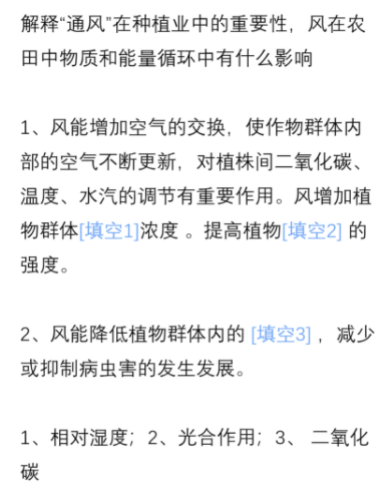 解释“通风”在种植业中的重要性，风在农
田中物质和能量循环中有什么影响
1、风能增加空气的交换，使作物群体内
部的空气不断更新，对植株间二氧化碳、
温度、水汽的调节有重要作用。风增加植
物群体[填空1]浓度 。提高植物[填空2] 的
强度。
2、风能降低植物群体内的 [填空3] ，减少
或抑制病虫害的发生发展。
1、相对湿度；2、光合作用；3、 二氧化
碳